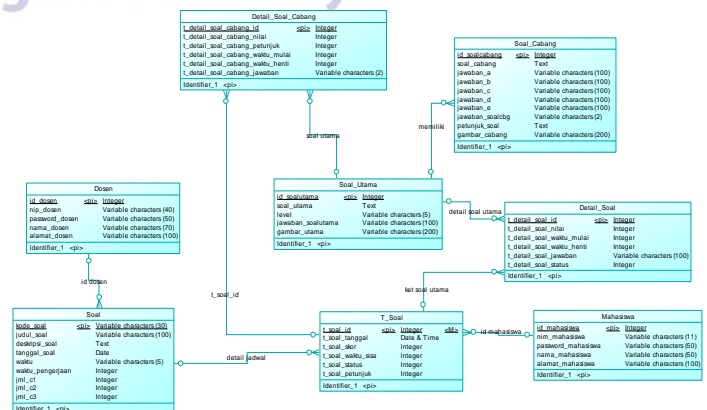 Detail_Soal_Cabang
t_detail_soal_cabang_id <pi> Integer
t_detail_soal_cabang_nilai Integer
t_detail_soal_cabang_petunjuk Integer
t_detail_soal_cabang_waktu_mulai Integer
t_detail_soal_cabang_waktu_henti Integer
t_detail_soal_cabang_jawaban Variable characters (2)
Identifier_1 <pi>
Soal_Cabang
id_soalcabang <pi> Integer
soal_cabang Text
jawaban_a Variable characters (100)
jawaban_b Variable characters (100)
jawaban_c Variable characters (100)
jawaban_d Variable characters (100)
jawaban_e Variable characters (100)
jawaban_soalcbg Variable characters (2)
petunjuk_soal Text
gambar_cabang Variable characters (200)
Identifier_1 <pi>
soal utama
memiliki
Dosen
id_dosen <pi> Integer
nip_dosen Variable characters (40)
password_dosen Variable characters (50)
nama_dosen Variable characters (70)
alamat_dosen Variable characters (100)
Identifier_1 <pi>
Soal_Utama
id_soalutama <pi> Integer
soal_utama Text
level Variable characters (5)
jawaban_soalutama Variable characters (100)
gambar_utama Variable characters (200)
Identifier_1 <pi>
detail soal utama
Detail_Soal
t_detail_soal_id <pi> Integer
t_detail_soal_nilai Integer
t_detail_soal_waktu_mulai Integer
t_detail_soal_waktu_henti Integer
t_detail_soal_jawaban Variable characters (100)
t_detail_soal_status Integer
Identifier_1 <pi>
id dosen
t_soal_id
ket soal utama
Soal
kode_soal <pi> Variable characters (30)
judul_soal Variable characters (100)
deskripsi_soal Text
tanggal_soal Date
waktu Variable characters (5)
waktu_pengerjaan Integer
jml_c1 Integer
jml_c2 Integer
jml_c3 Integer
Identifier_1 <pi>
detail jadwal
T_Soal
t_soal_id <pi> Integer <M>
t_soal_tanggal Date & Time
t_soal_skor Integer
t_soal_waktu_sisa Integer
t_soal_status Integer
t_soal_petunjuk Integer
Identifier_1 <pi>
id mahasiswa
Mahasiswa
id_mahasiswa <pi> Integer
nim_mahasiswa Variable characters (11)
password_mahasiswa Variable characters (50)
nama_mahasiswa Variable characters (50)
alamat_mahasiswa Variable characters (100)
Identifier_1 <pi>